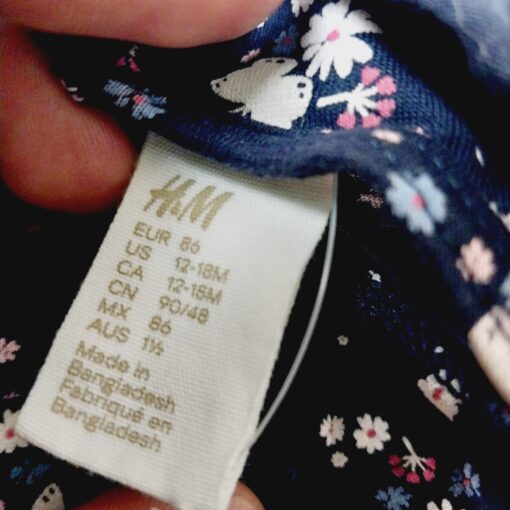 H&M
EUR 86
US 12-18M
CA 12-18M
CN 90/48
MX 86
AUS 1½
Made in
Bangladesh
Fabriqué en
Bangladesh